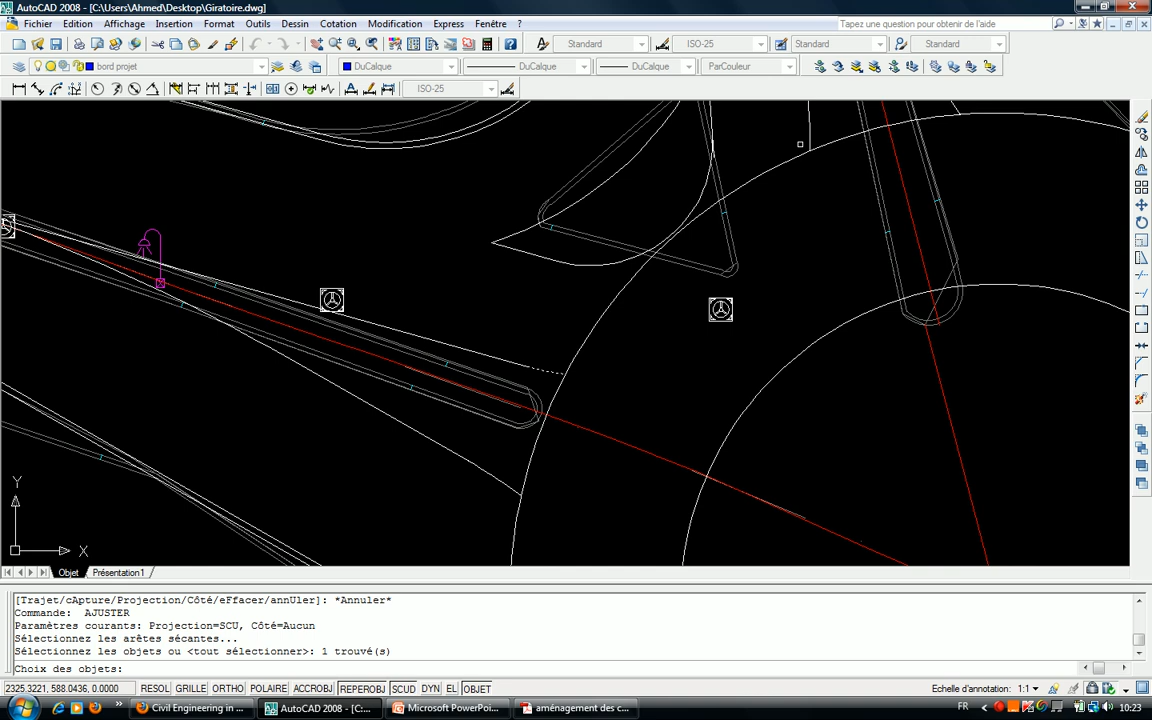 AutoCAD 2008 - [C:\Users\Ahmed\Desktop\Giratoire.dwg]
Fichier Edition Affichage Insertion Format Outils Dessin Cotation Modification Express Fenêtre ? Tapez une question pour obtenir de l'aide
Standard ISO-25 Standard Standard
bord projet DuCalque DuCalque DuCalque ParCouleur
ISO-25
Y
X
Objet Présentation1
[Trajet/cApture/Projection/Côté/eFfacer/annUler]: *Annuler*
Commande: AJUSTER
Paramètres courants: Projection=SCU, Côté=Aucun
Sélectionnez les arêtes sécantes...
Sélectionnez les objets ou <tout sélectionner>: 1 trouvé(s)
Choix des objets:
2325.3221, 588.0436, 0.0000 RESOL GRILLE ORTHO POLAIRE ACCROBJ REPEROBJ SCUD DYN EL OBJET Echelle d'annotation: 1:1
Civil Engineering in ... AutoCAD 2008 - [C:... Microsoft PowerPoi... aménagement des c... FR 10:23